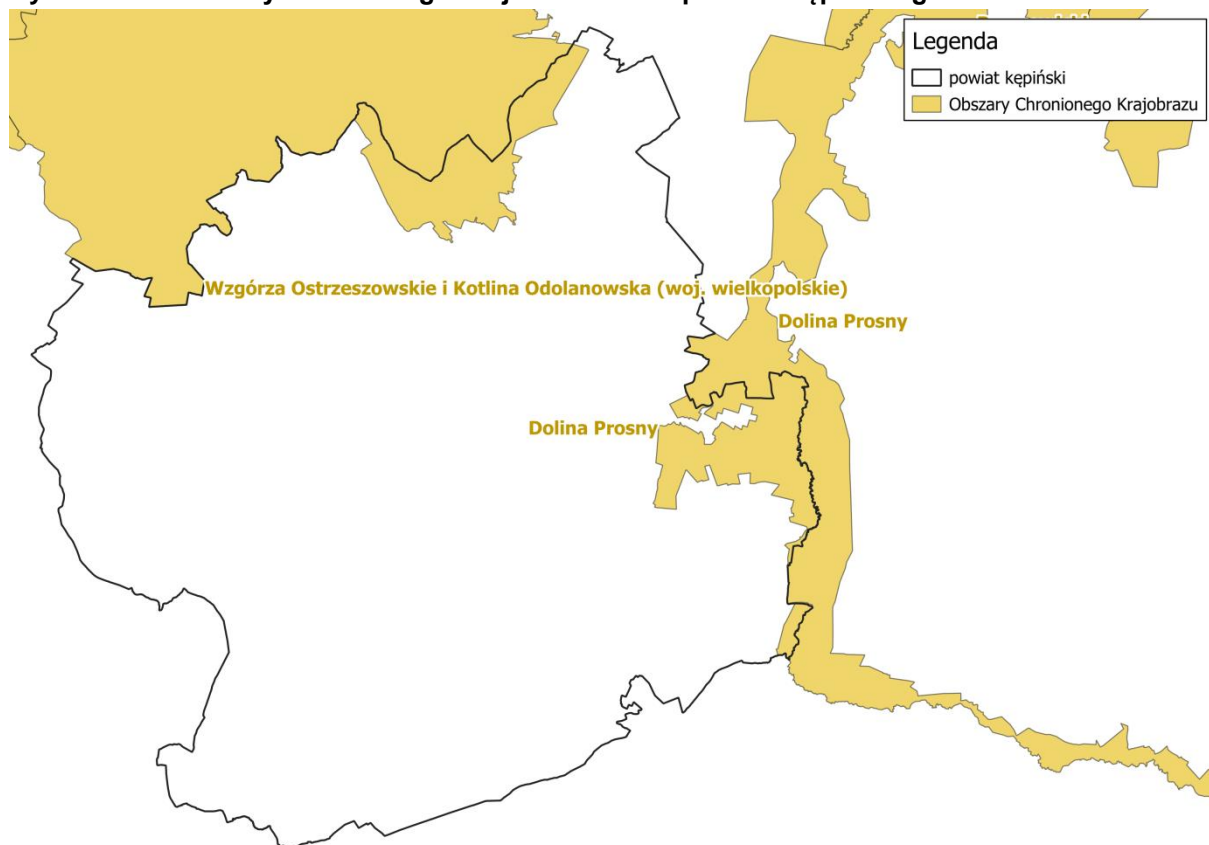 Legenda
powiat kępiński
Obszary Chronionego Krajobrazu
Wzgórza Ostrzeszowskie i Kotlina Odolanowska (woj. wielkopolskie)
Dolina Prosny
Dolina Prosny